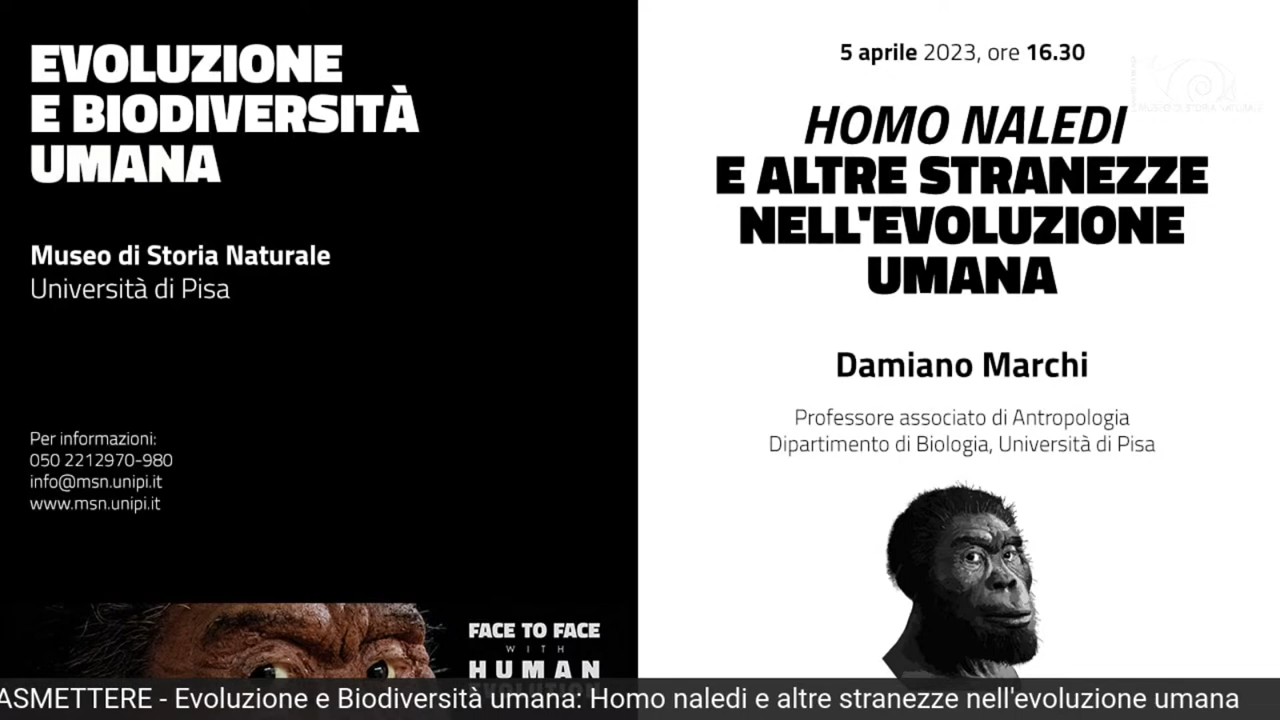 EVOLUZIONE
E BIODIVERSITÀ
UMANA
Museo di Storia Naturale
Università di Pisa
Per informazioni:
050 2212970-980
info@msn.unipi.it
www.msn.unipi.it
FACE TO FACE
WITH
HUMAN
EVOLUTION
5 aprile 2023, ore 16.30
HOMO NALEDI
E ALTRE STRANEZZE
NELL'EVOLUZIONE
UMANA
Damiano Marchi
Professore associato di Antropologia
Dipartimento di Biologia, Università di Pisa
ASMETTERE - Evoluzione e Biodiversità umana: Homo naledi e altre stranezze nell'evoluzione umana